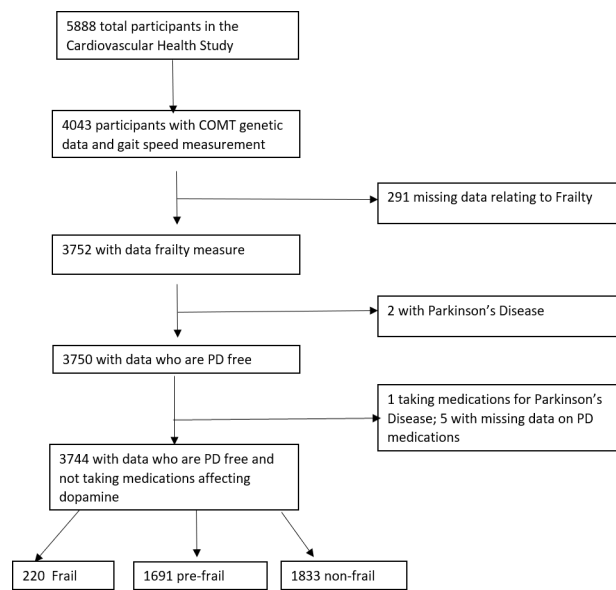 5888 total participants in the
Cardiovascular Health Study
4043 participants with COMT genetic
data and gait speed measurement
291 missing data relating to Frailty
3752 with data frailty measure
2 with Parkinson's Disease
3750 with data who are PD free
1 taking medications for Parkinson's
Disease; 5 with missing data on PD
medications
3744 with data who are PD free and
not taking medications affecting
dopamine
220 Frail
1691 pre-frail
1833 non-frail